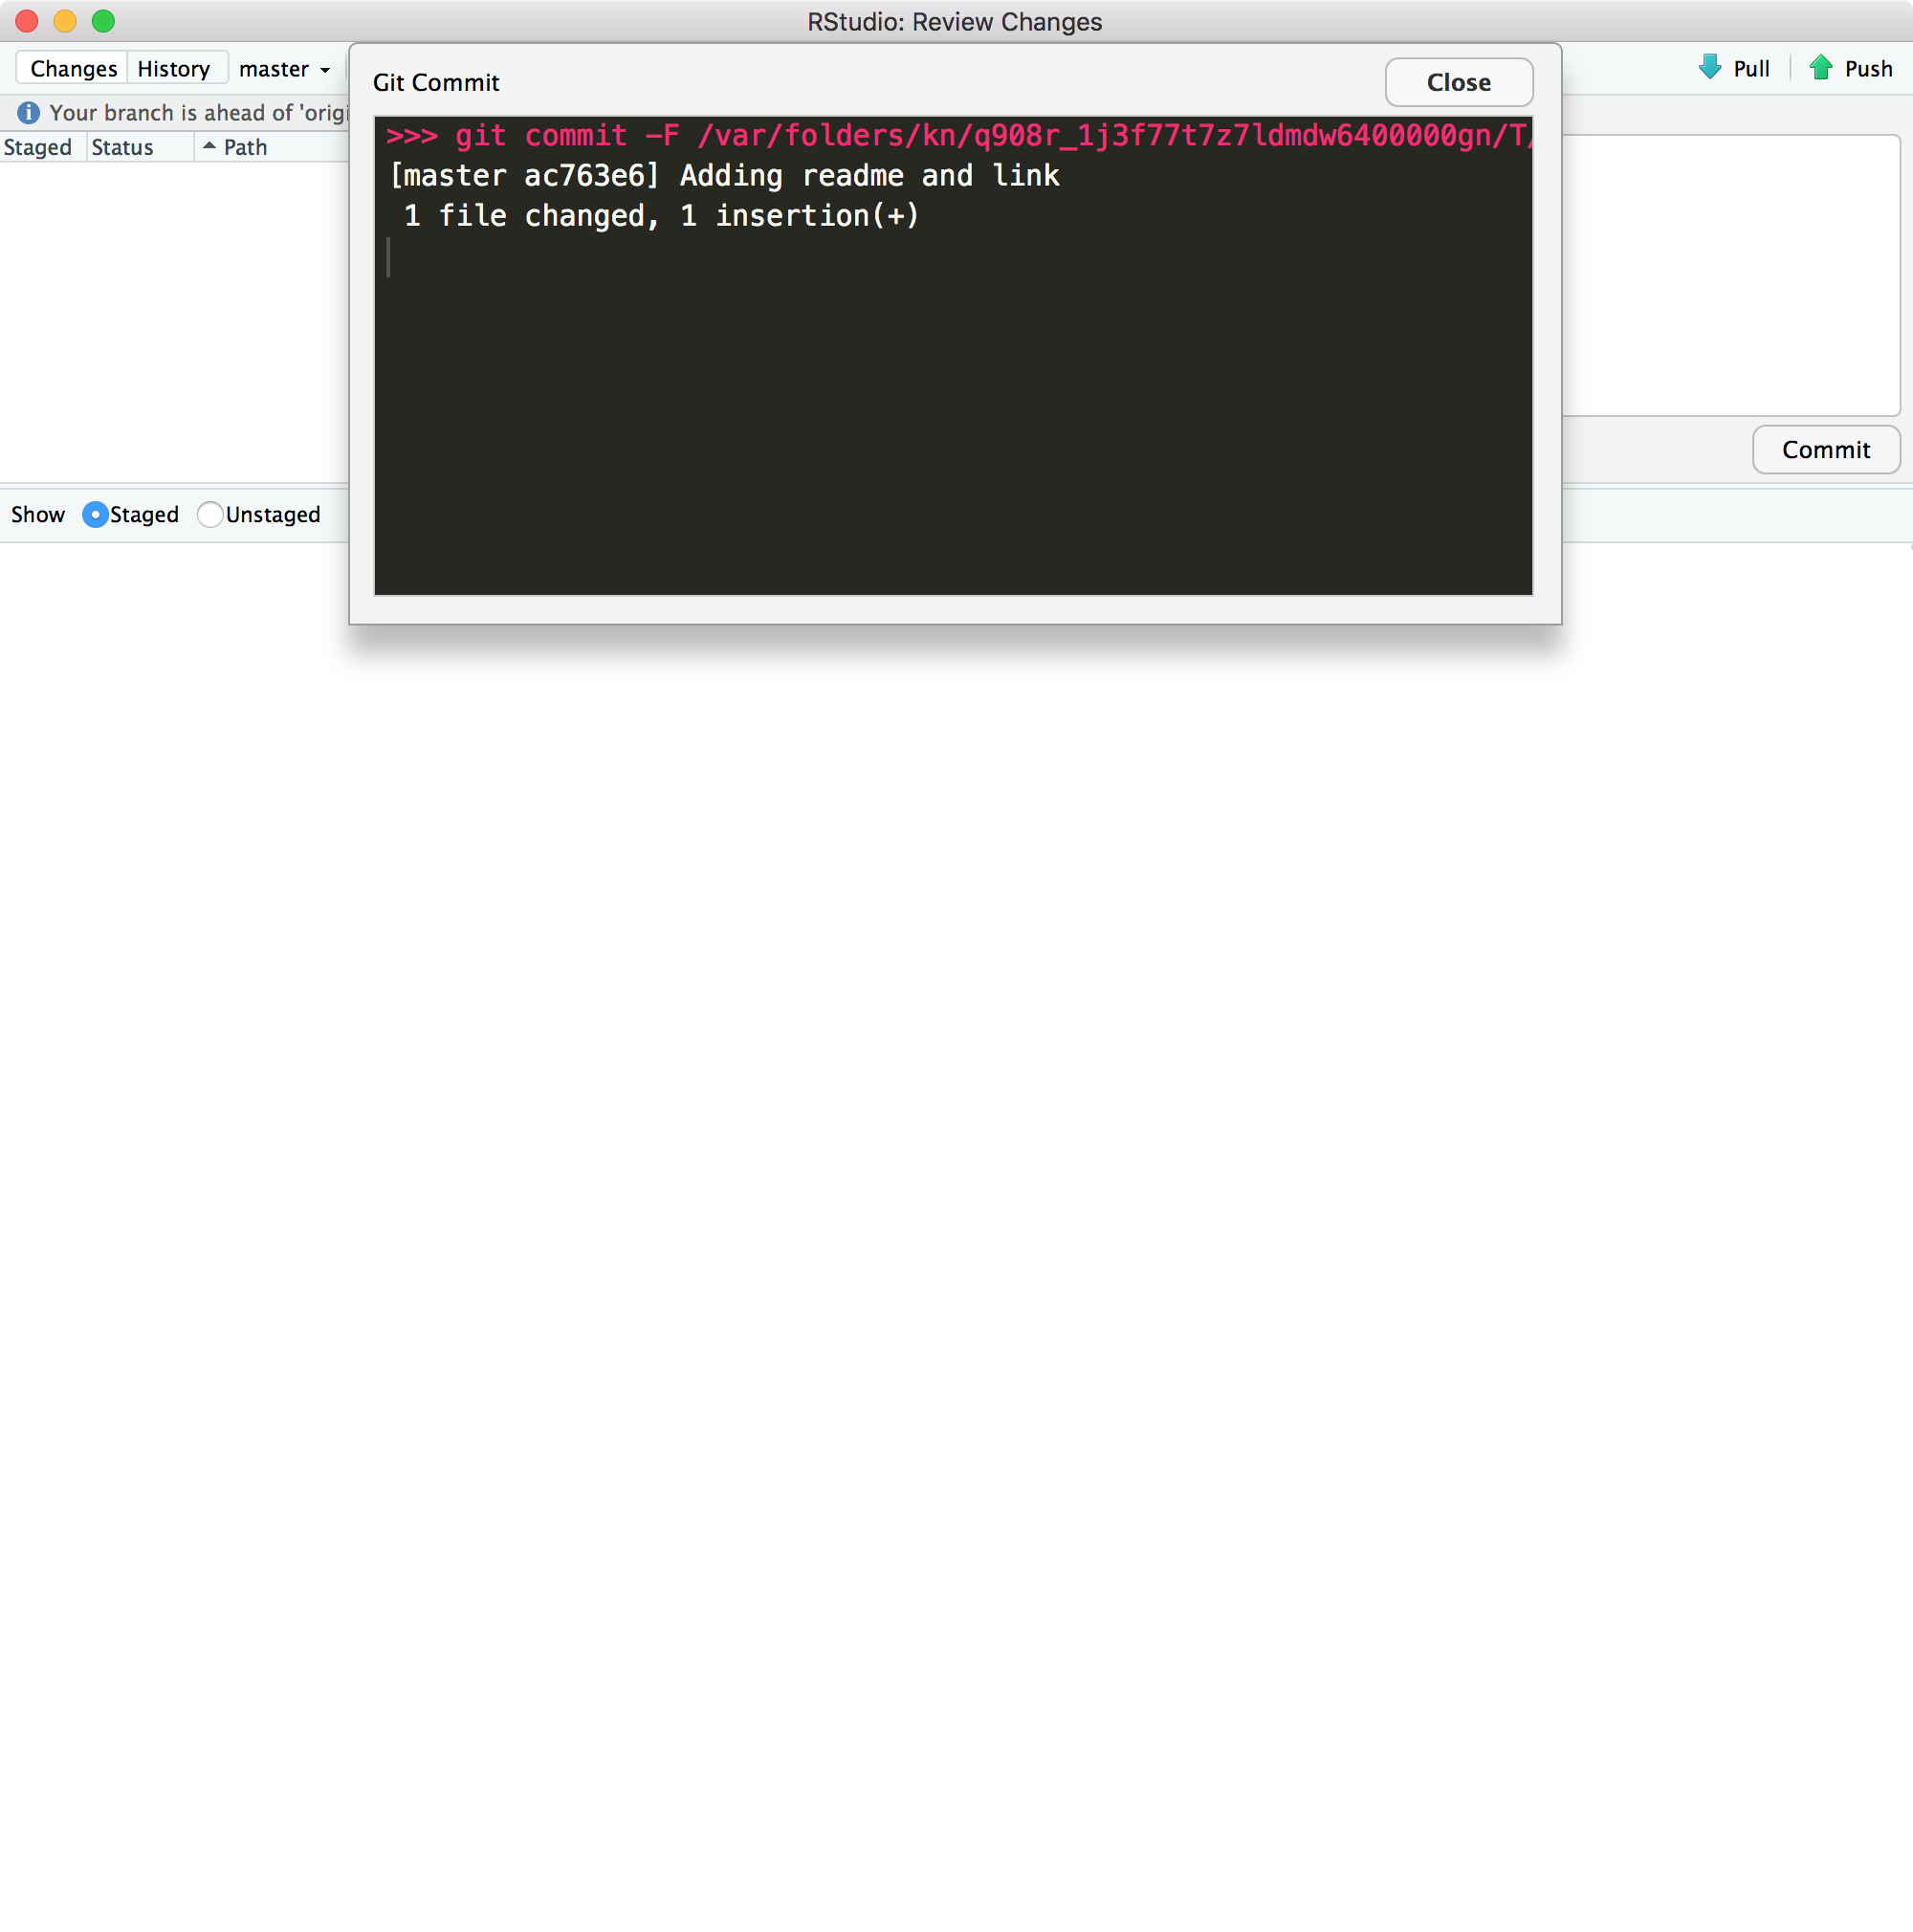 RStudio: Review Changes
Changes History master Pull Push
Git Commit Close
Your branch is ahead of 'origi
Staged Status Path
>>> git commit -F /var/folders/kn/q908r_1j3f77t7z7ldmdw6400000gn/T/
[master ac763e6] Adding readme and link
1 file changed, 1 insertion(+)
Commit
Show Staged Unstaged